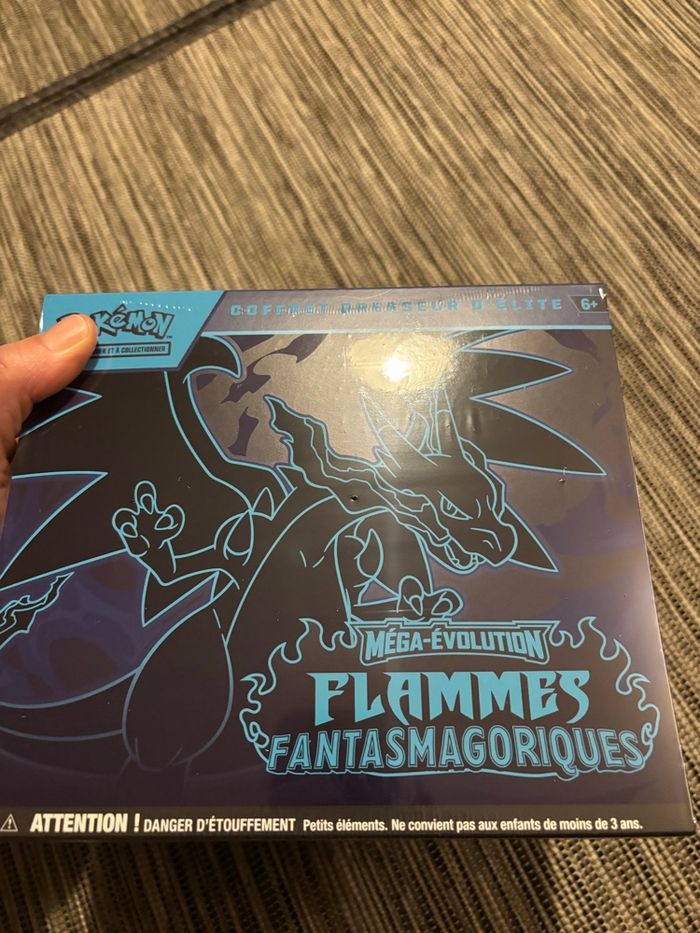 COFFRET DRESSEUR D'ÉLITE
6+
MÉGA-ÉVOLUTION
FLAMMES
FANTASMAGORIQUES
ATTENTION ! DANGER D'ÉTOUFFEMENT Petits éléments. Ne convient pas aux enfants de moins de 3 ans.